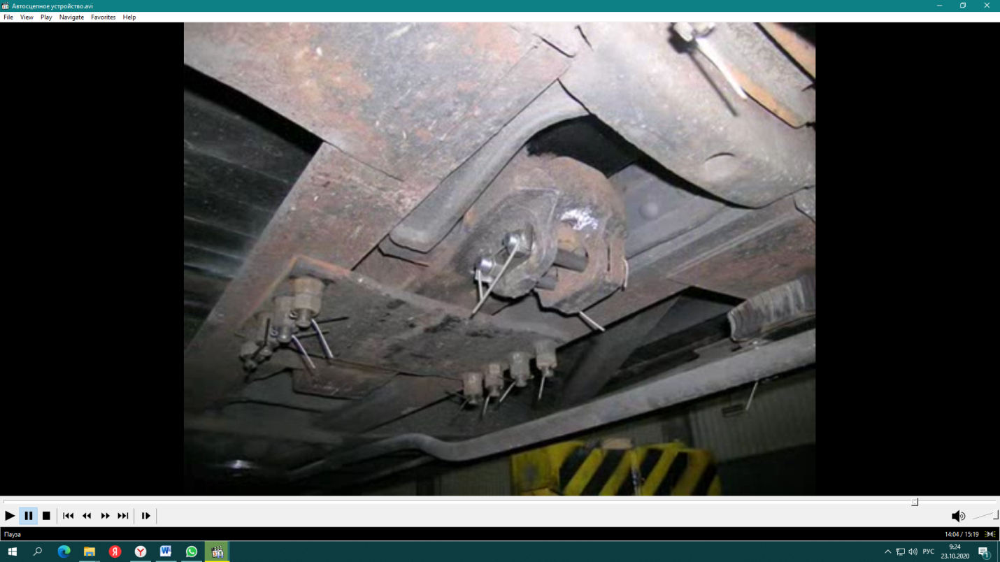 Автосцепное устройство.avi
File View Play Navigate Favorites Help
Пауза
14:04 / 15:19
РУС
9:24
23.10.2020
1